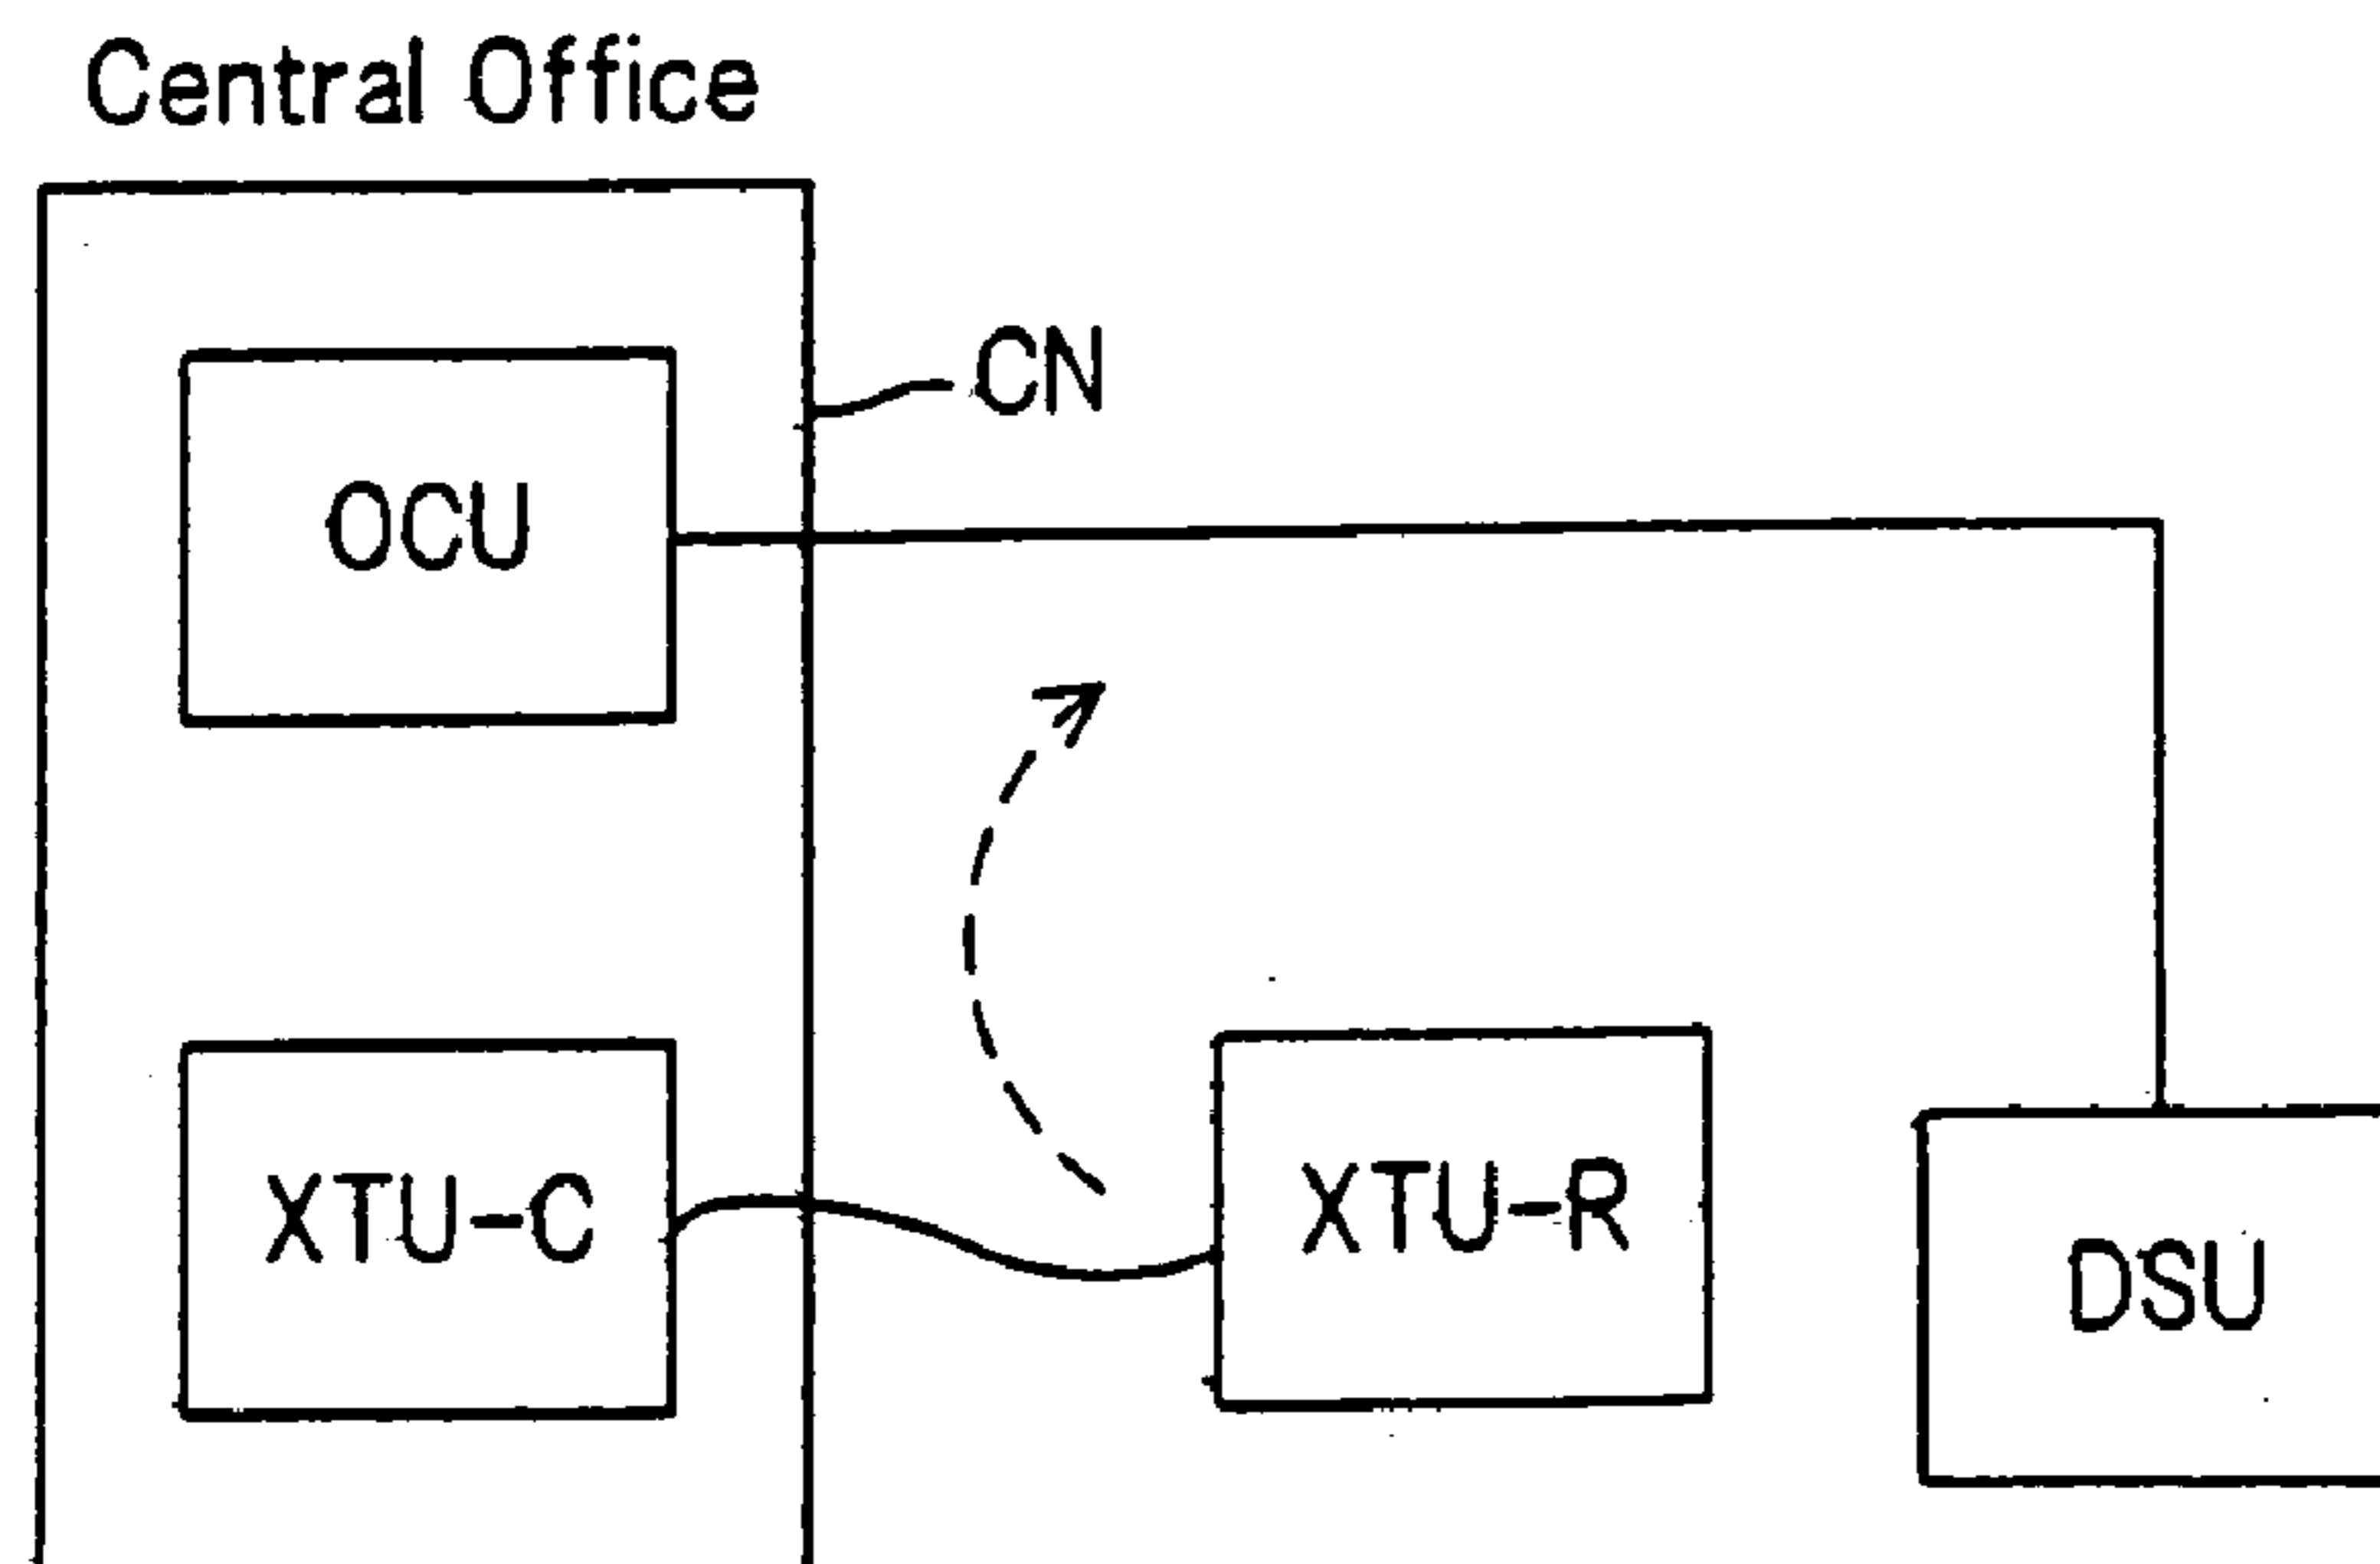 Central Office
CN
OCU
XTU-C
XTU-R
DSU